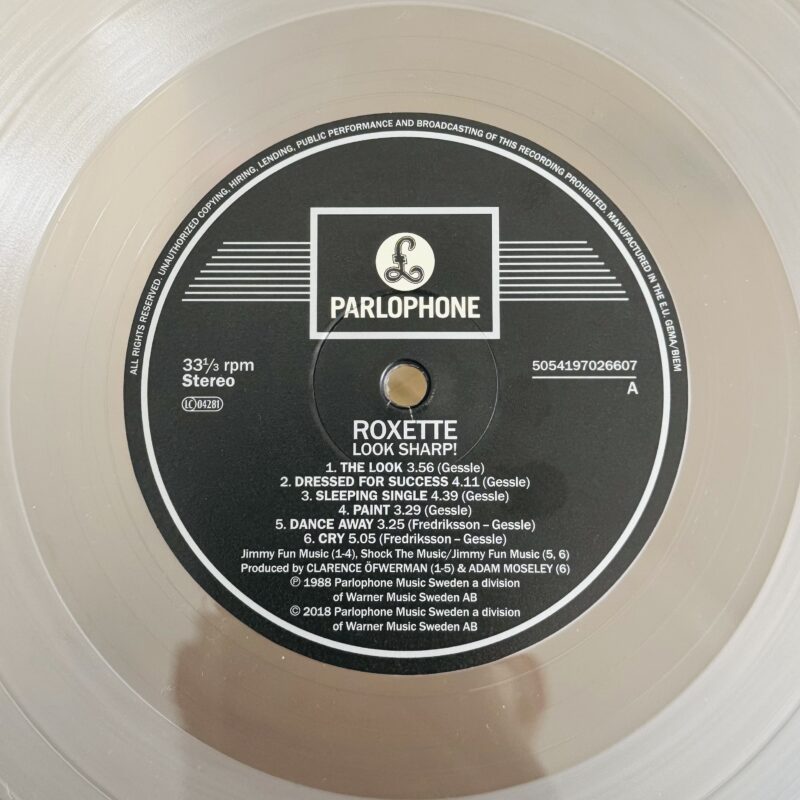 ALL RIGHTS RESERVED. UNAUTHORIZED COPYING, HIRING, LENDING, PUBLIC PERFORMANCE AND BROADCASTING OF THIS RECORDING PROHIBITED. MANUFACTURED IN THE E.U. GEMA/BIEM
£
PARLOPHONE
33⅓ rpm
Stereo
LC 04281
5054197026607
A
ROXETTE
LOOK SHARP!
1. THE LOOK 3.56 (Gessle)
2. DRESSED FOR SUCCESS 4.11 (Gessle)
3. SLEEPING SINGLE 4.39 (Gessle)
4. PAINT 3.29 (Gessle)
5. DANCE AWAY 3.25 (Fredriksson – Gessle)
6. CRY 5.05 (Fredriksson – Gessle)
Jimmy Fun Music (1-4), Shock The Music/Jimmy Fun Music (5, 6)
Produced by CLARENCE ÖFWERMAN (1-5) & ADAM MOSELEY (6)
℗ 1988 Parlophone Music Sweden a division
of Warner Music Sweden AB
© 2018 Parlophone Music Sweden a division
of Warner Music Sweden AB